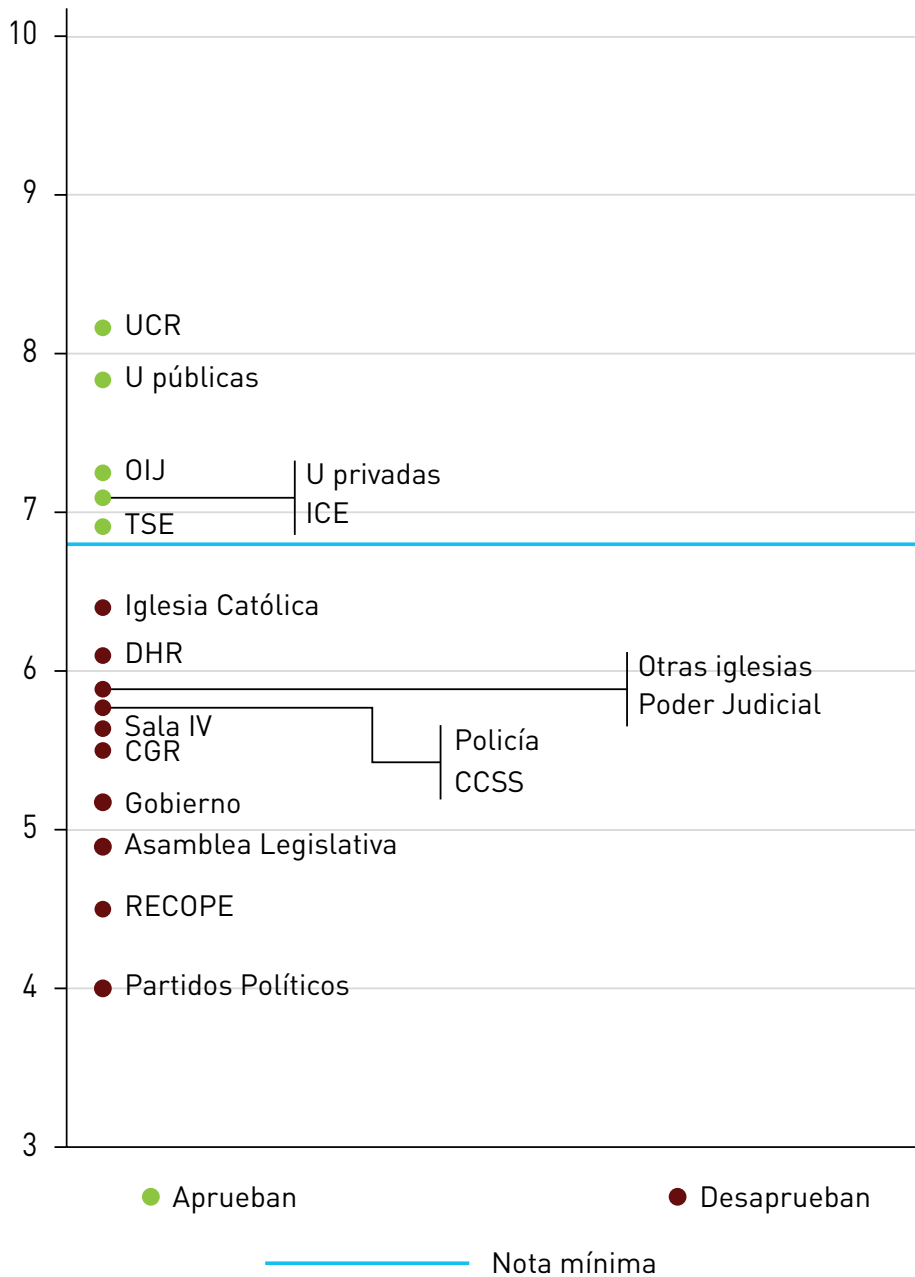 10
9
UCR
8
U públicas
OIJ
U privadas
ICE
7
TSE
Iglesia Católica
DHR
6
Otras iglesias
Poder Judicial
Sala IV
Policía
CGR
CCSS
Gobierno
5
Asamblea Legislativa
RECOPE
4
Partidos Políticos
3
Aprueban
Desaprueban
Nota mínima